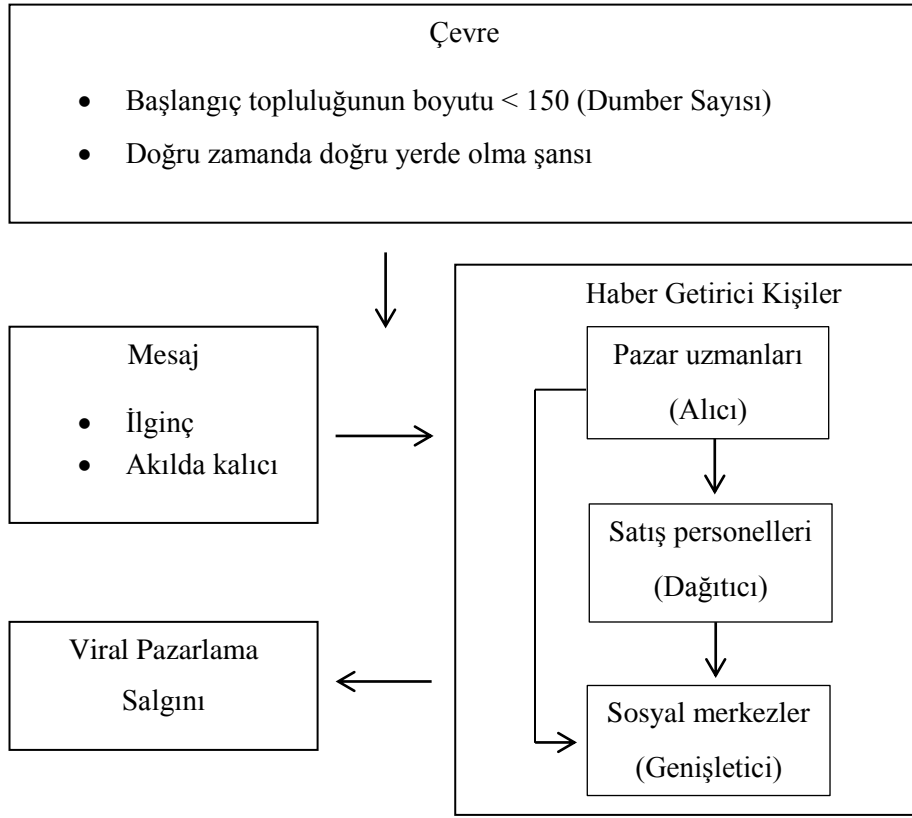 Çevre
• Başlangıç topluluğunun boyutu < 150 (Dumber Sayısı)
• Doğru zamanda doğru yerde olma şansı
Mesaj
• İlginç
• Akılda kalıcı
Haber Getirici Kişiler
Pazar uzmanları
(Alıcı)
Satış personelleri
(Dağıtıcı)
Sosyal merkezler
(Genişletici)
Viral Pazarlama
Salgını